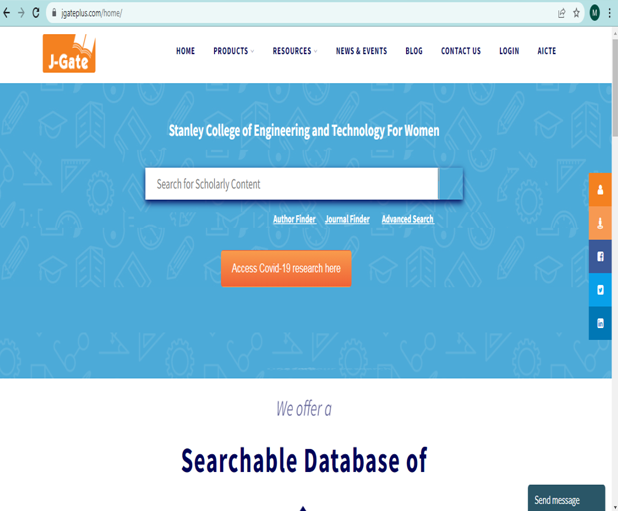 jgateplus.com/home/
M
J-Gate
HOME PRODUCTS RESOURCES NEWS & EVENTS BLOG CONTACT US LOGIN AICTE
Stanley College of Engineering and Technology For Women
Search for Scholarly Content
Author Finder Journal Finder Advanced Search
Access Covid-19 research here
We offer a
Searchable Database of
Send message